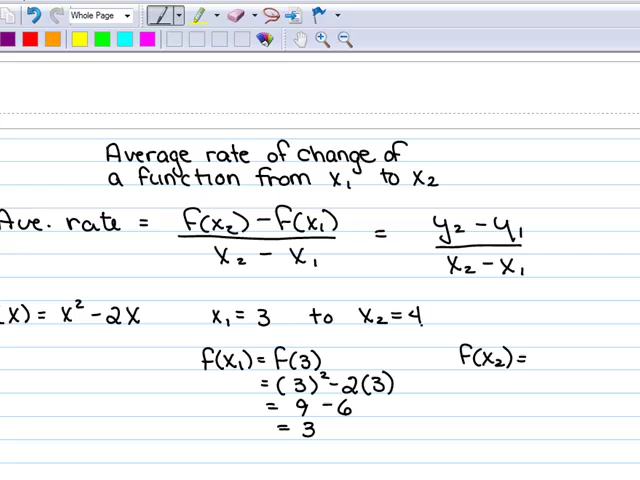 Whole Page
Average rate of change of
a function from x₁ to x₂
Ave. rate = f(x₂) - f(x₁) / x₂ - x₁ = y₂ - y₁ / x₂ - x₁
(x) = x² - 2x x₁ = 3 to x₂ = 4
f(x₁) = f(3) f(x₂) =
= (3)² - 2(3)
= 9 - 6
= 3